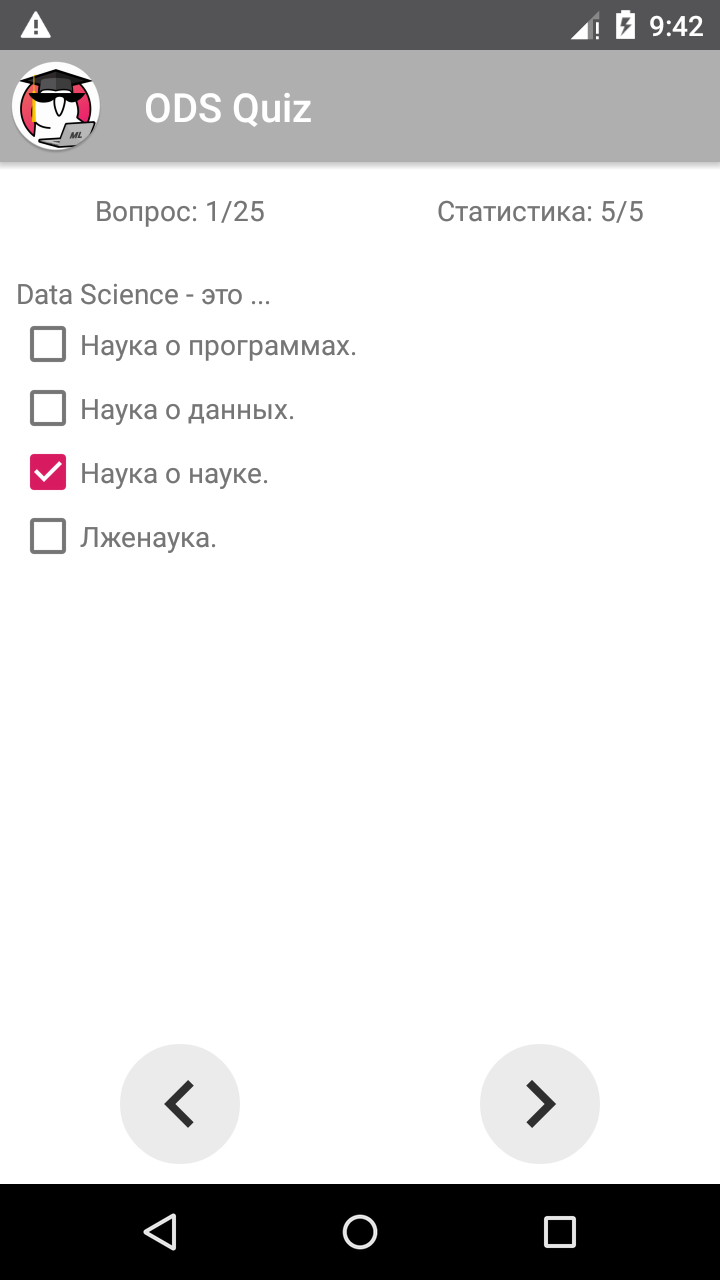 9:42
ML
ODS Quiz
Вопрос: 1/25
Статистика: 5/5
Data Science - это ...
Наука о программах.
Наука о данных.
Наука о науке.
Лженаука.